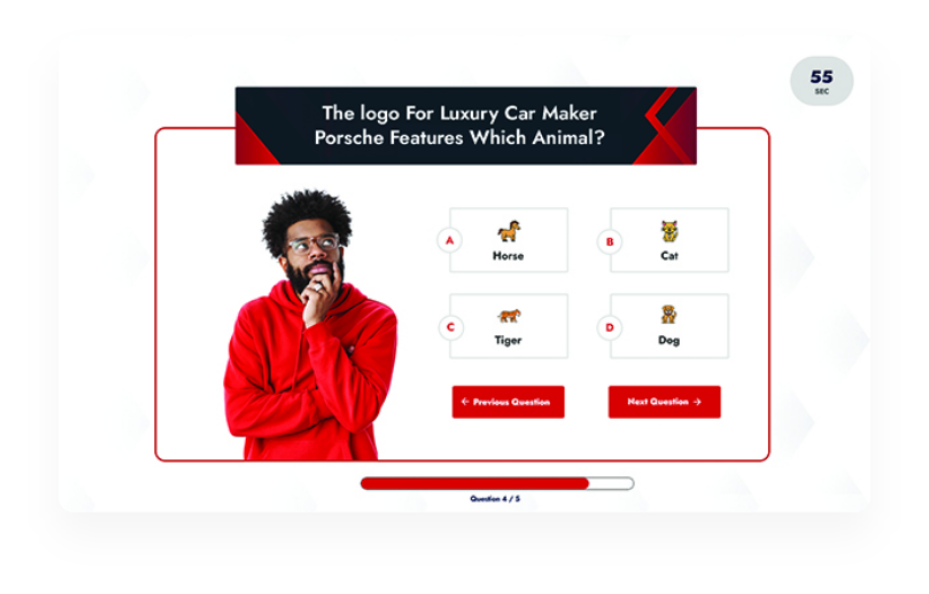 55
SEC
The logo For Luxury Car Maker
Porsche Features Which Animal?
A
Horse
B
Cat
C
Tiger
D
Dog
← Previous Question
Next Question →
Question 4 / 5